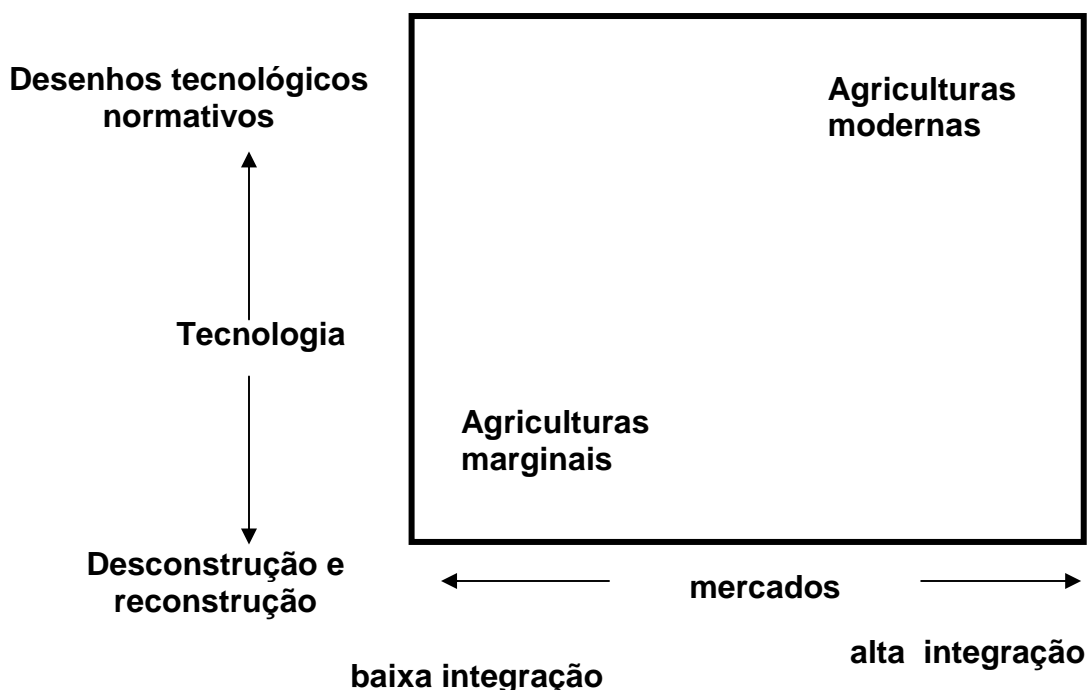 Desenhos tecnológicos
normativos
Agriculturas
modernas
Tecnologia
Agriculturas
marginais
Desconstrução e
reconstrução
mercados
alta integração
baixa integração